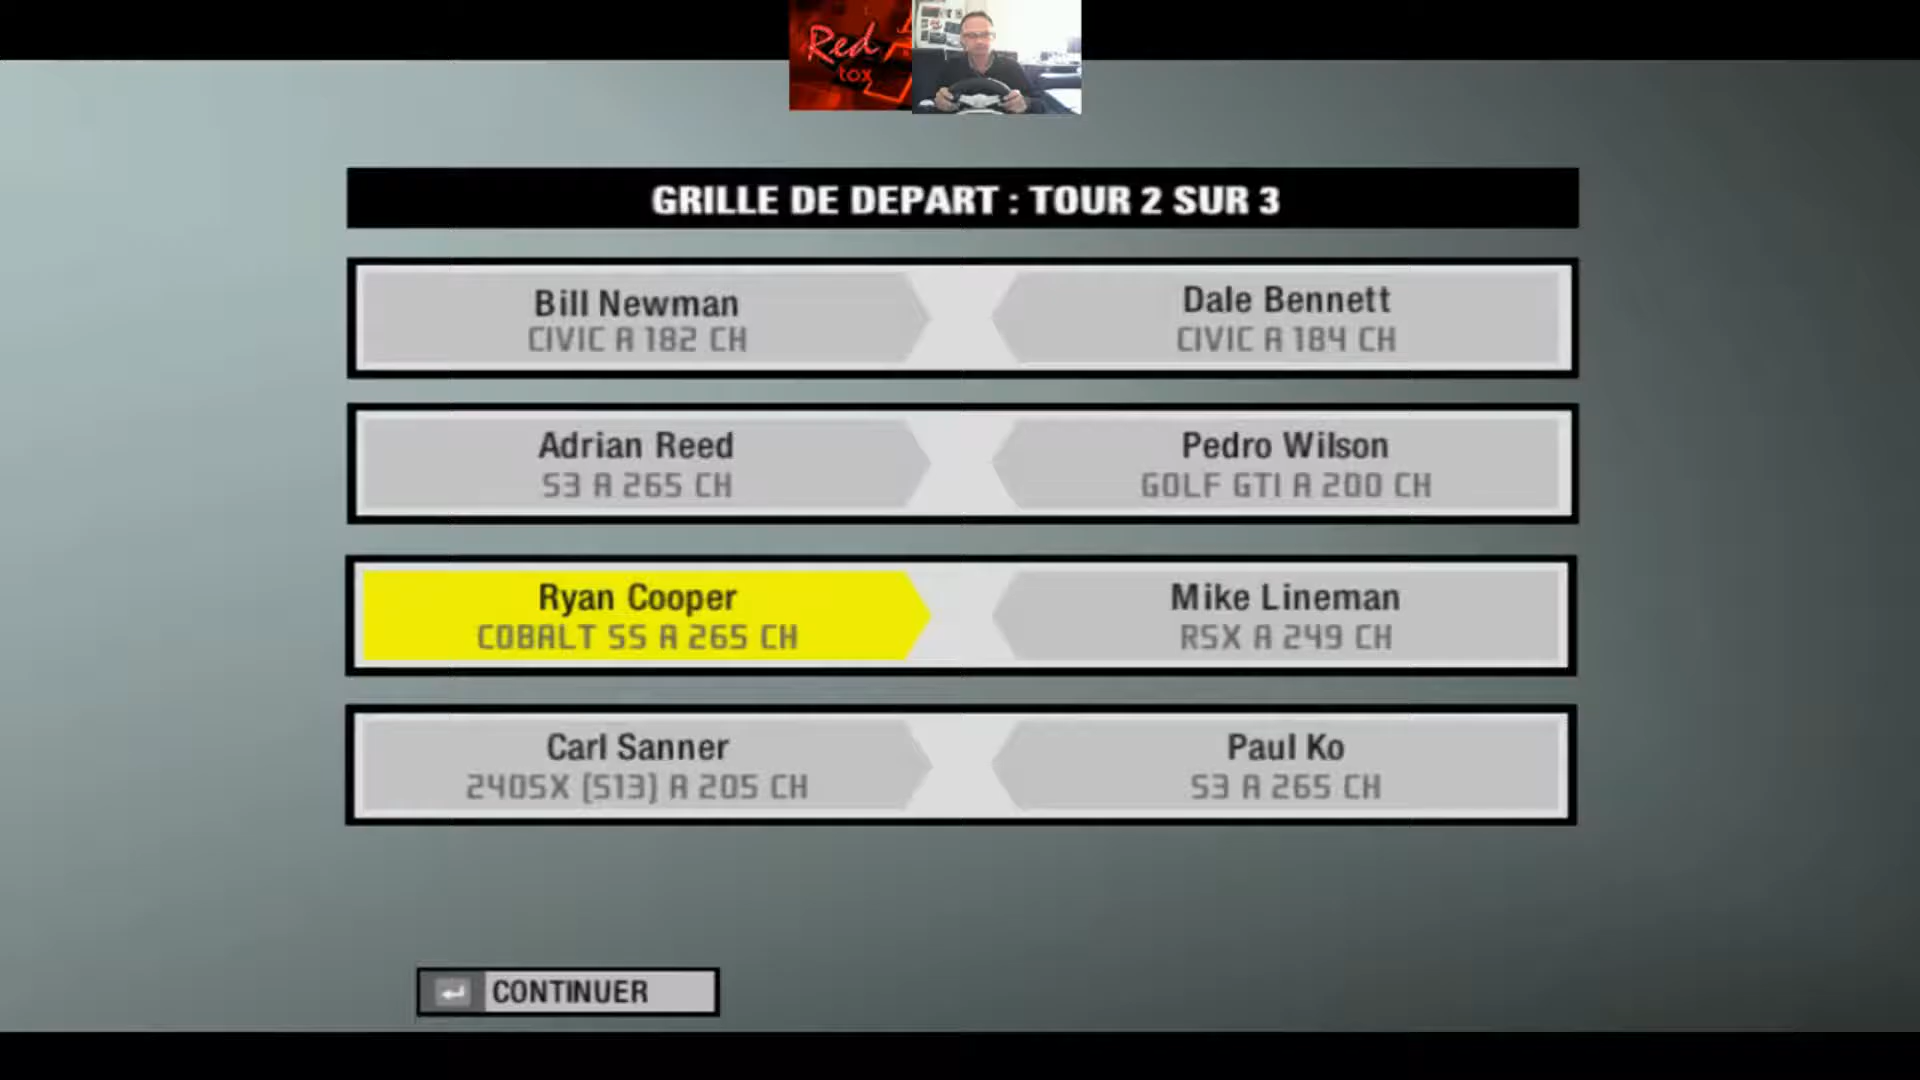 Red
tox
GRILLE DE DEPART : TOUR 2 SUR 3
Bill Newman
CIVIC A 182 CH
Dale Bennett
CIVIC A 184 CH
Adrian Reed
S3 A 265 CH
Pedro Wilson
GOLF GTI A 200 CH
Ryan Cooper
COBALT SS A 265 CH
Mike Lineman
RSX A 249 CH
Carl Sanner
240SX (S13) A 205 CH
Paul Ko
S3 A 265 CH
CONTINUER